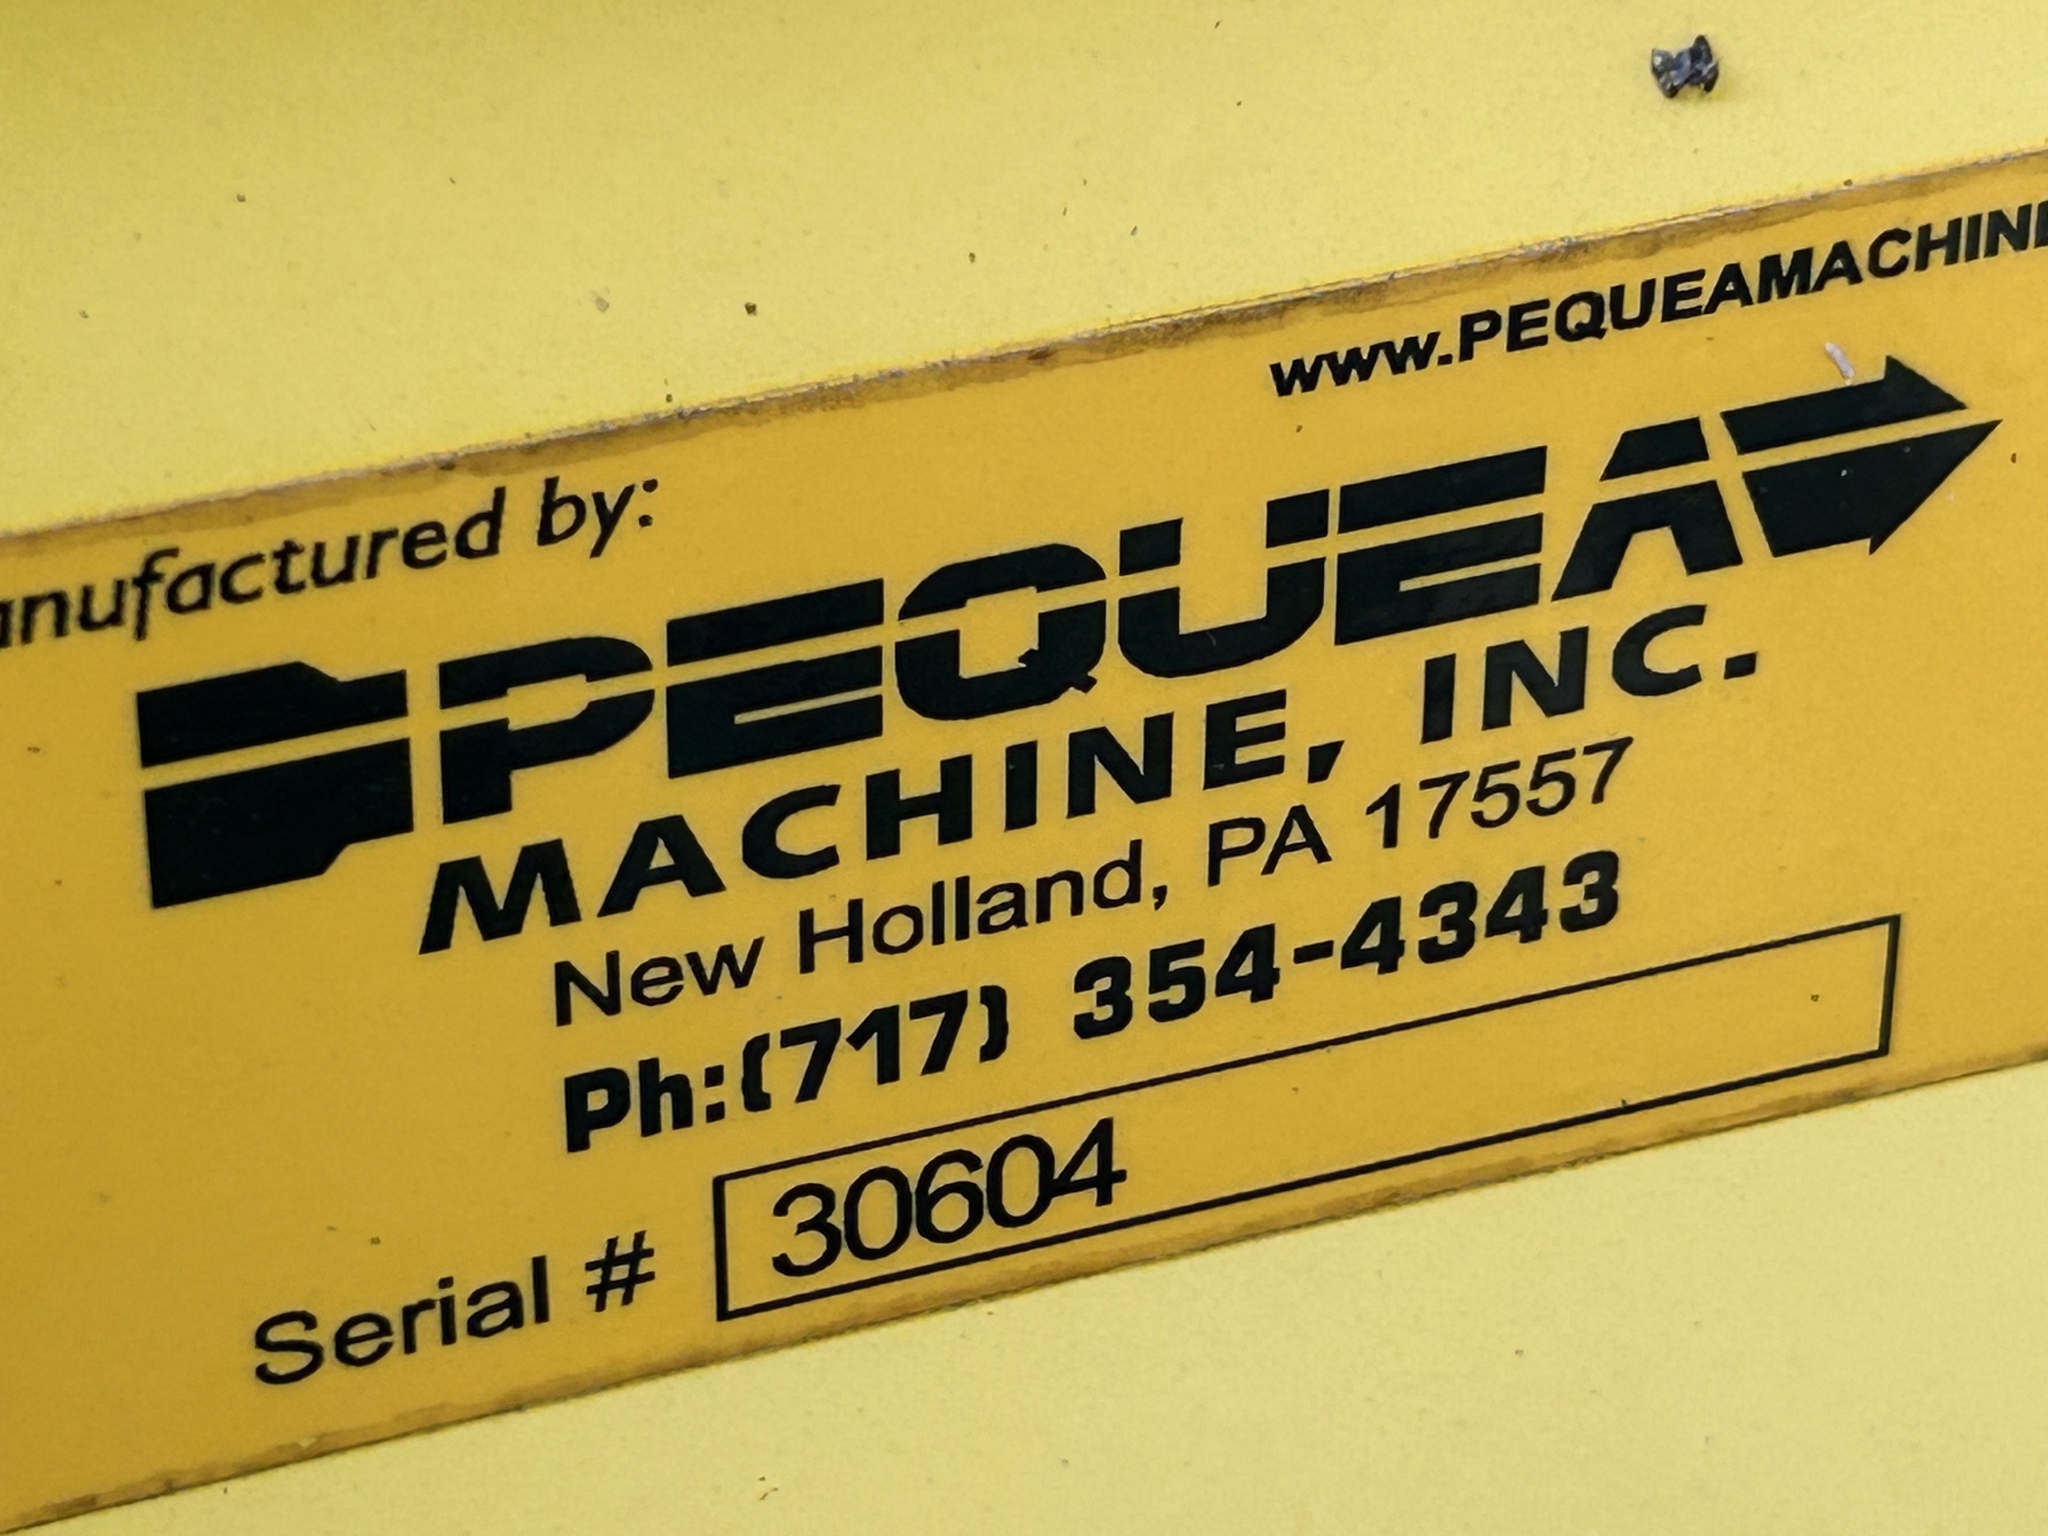 www.PEQUEAMACHINE
anufactured by:
PEQUEA
MACHINE, INC.
New Holland, PA 17557
Ph:(717) 354-4343
Serial # 30604